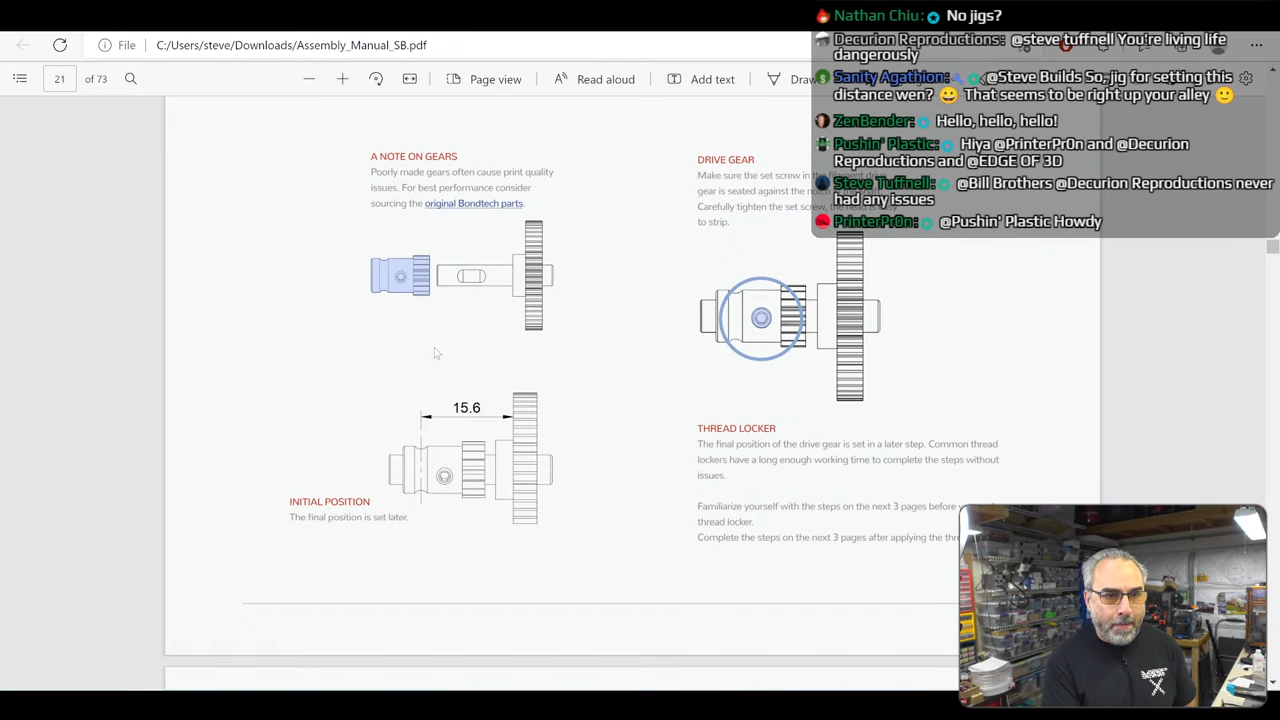 File
C:/Users/steve/Downloads/Assembly_Manual_SB.pdf
21
of 73
Page view
Read aloud
Add text
Draw
Nathan Chiu: No jigs?
Decurion Reproductions: @steve tuffnell You're living life
dangerously
Sanity Agathion: @Steve Builds So, jig for setting this
distance wen? 😀 That seems to be right up your alley 🙂
ZenBender: Hello, hello, hello!
Pushin' Plastic: Hiya @PrinterPr0n and @Decurion
Reproductions and @EDGE OF 3D
Steve Tuffnell: @Bill Brothers @Decurion Reproductions never
had any issues
PrinterPr0n: @Pushin' Plastic Howdy
A NOTE ON GEARS
Poorly made gears often cause print quality
issues. For best performance consider
sourcing the original Bondtech parts.
15.6
INITIAL POSITION
The final position is set later.
DRIVE GEAR
Make sure the set screw in the filament drive
gear is seated against the notch
Carefully tighten the set screw, the
to strip.
THREAD LOCKER
The final position of the drive gear is set in a later step. Common thread
lockers have a long enough working time to complete the steps without
issues.
Familiarize yourself with the steps on the next 3 pages before
thread locker.
Complete the steps on the next 3 pages after applying the